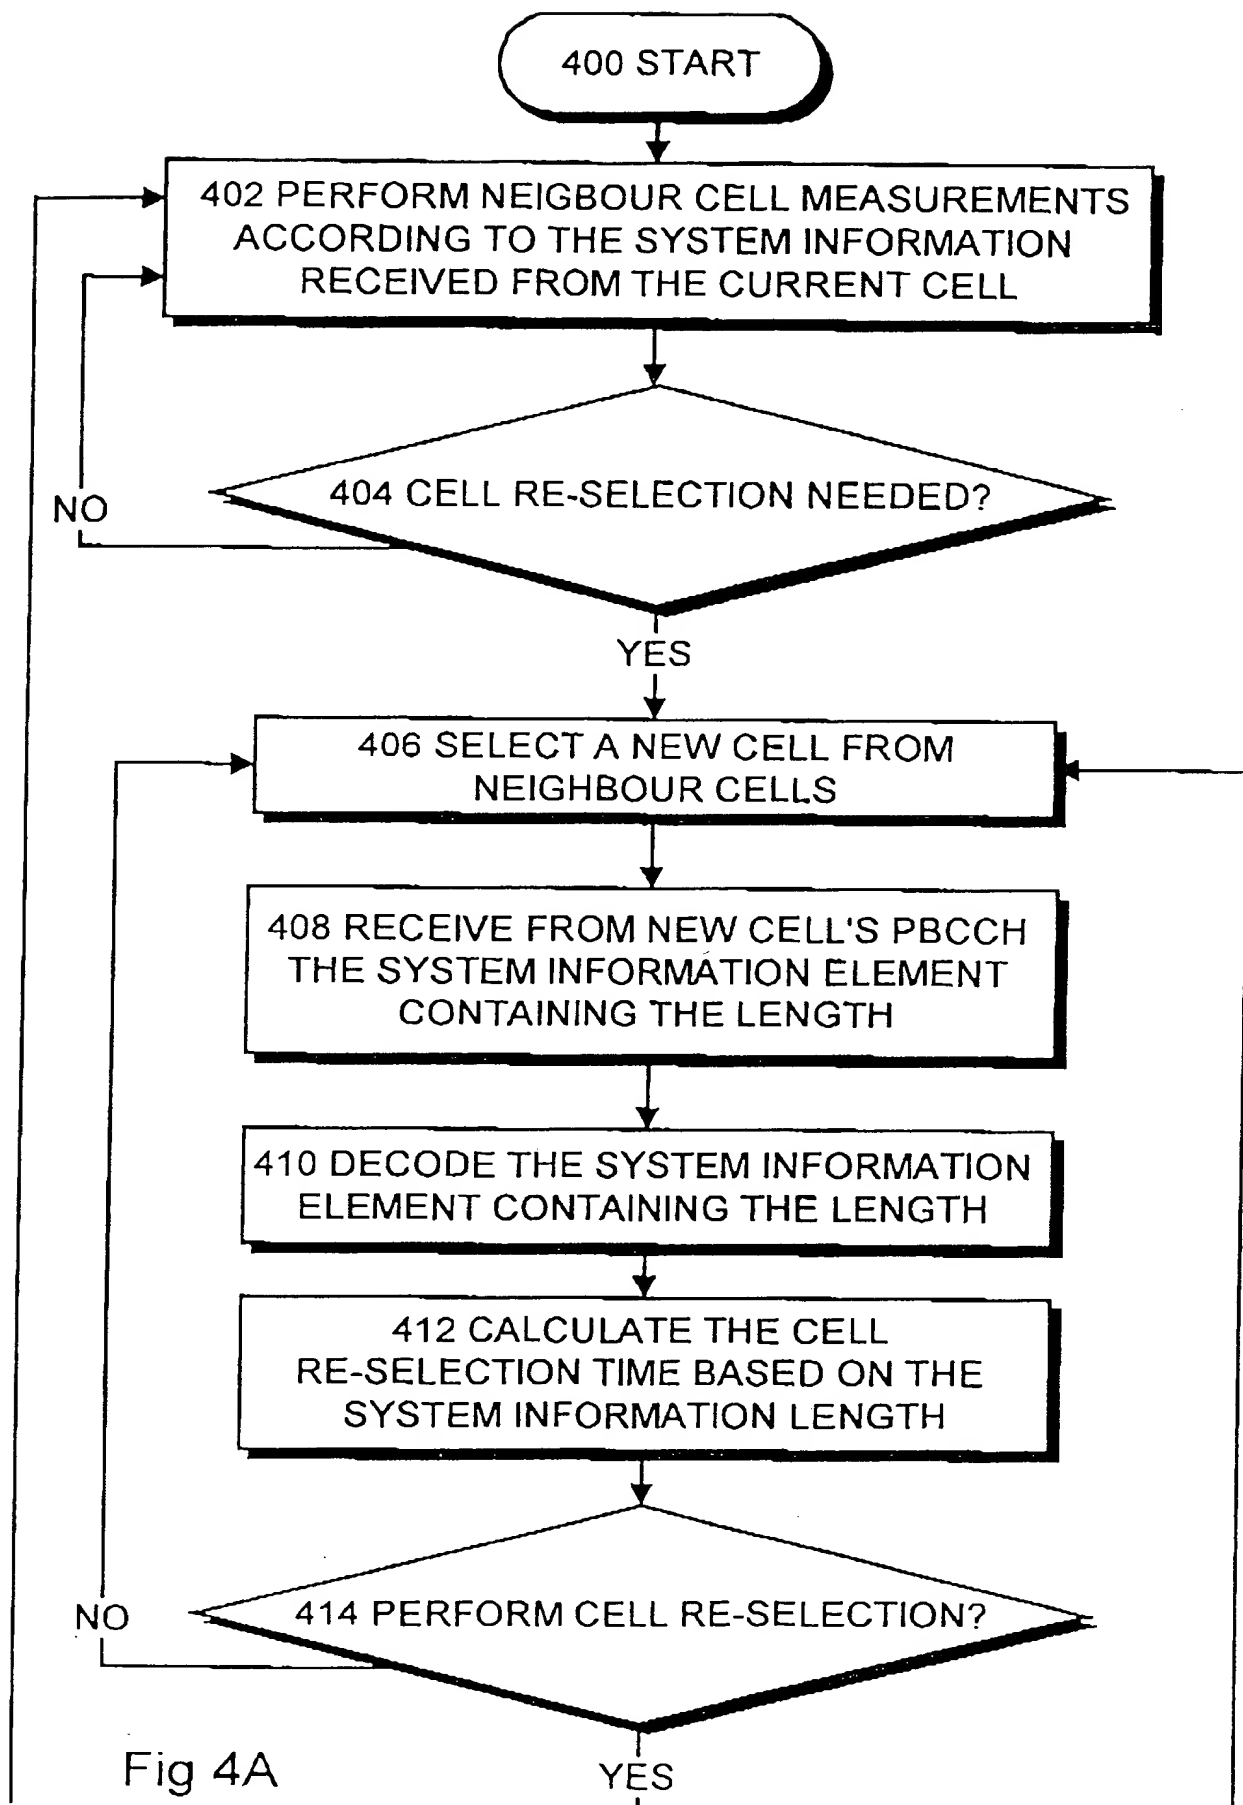 400 START
402 PERFORM NEIGBOUR CELL MEASUREMENTS
ACCORDING TO THE SYSTEM INFORMATION
RECEIVED FROM THE CURRENT CELL
404 CELL RE-SELECTION NEEDED?
NO
YES
406 SELECT A NEW CELL FROM
NEIGHBOUR CELLS
408 RECEIVE FROM NEW CELL'S PBCCH
THE SYSTEM INFORMATION ELEMENT
CONTAINING THE LENGTH
410 DECODE THE SYSTEM INFORMATION
ELEMENT CONTAINING THE LENGTH
412 CALCULATE THE CELL
RE-SELECTION TIME BASED ON THE
SYSTEM INFORMATION LENGTH
414 PERFORM CELL RE-SELECTION?
NO
YES
Fig 4A